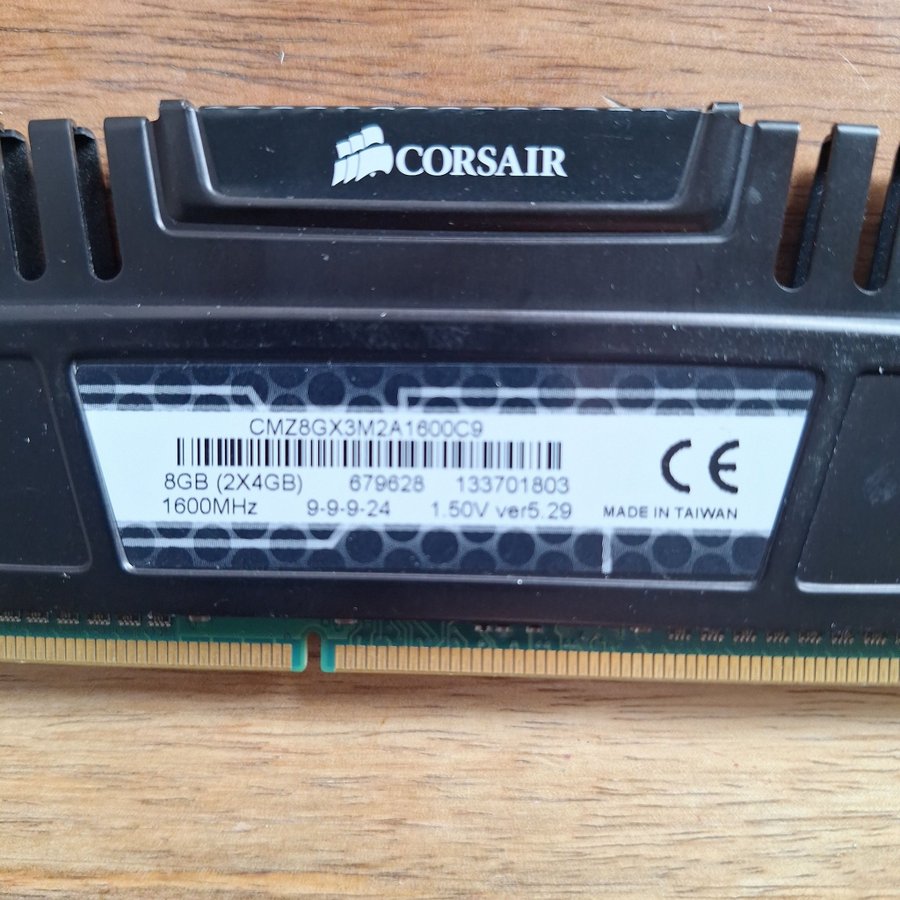 CORSAIR
CMZ8GX3M2A1600C9
8GB (2X4GB) 679628 133701803
1600MHz 9-9-9-24 1.50V ver5.29
CE
MADE IN TAIWAN